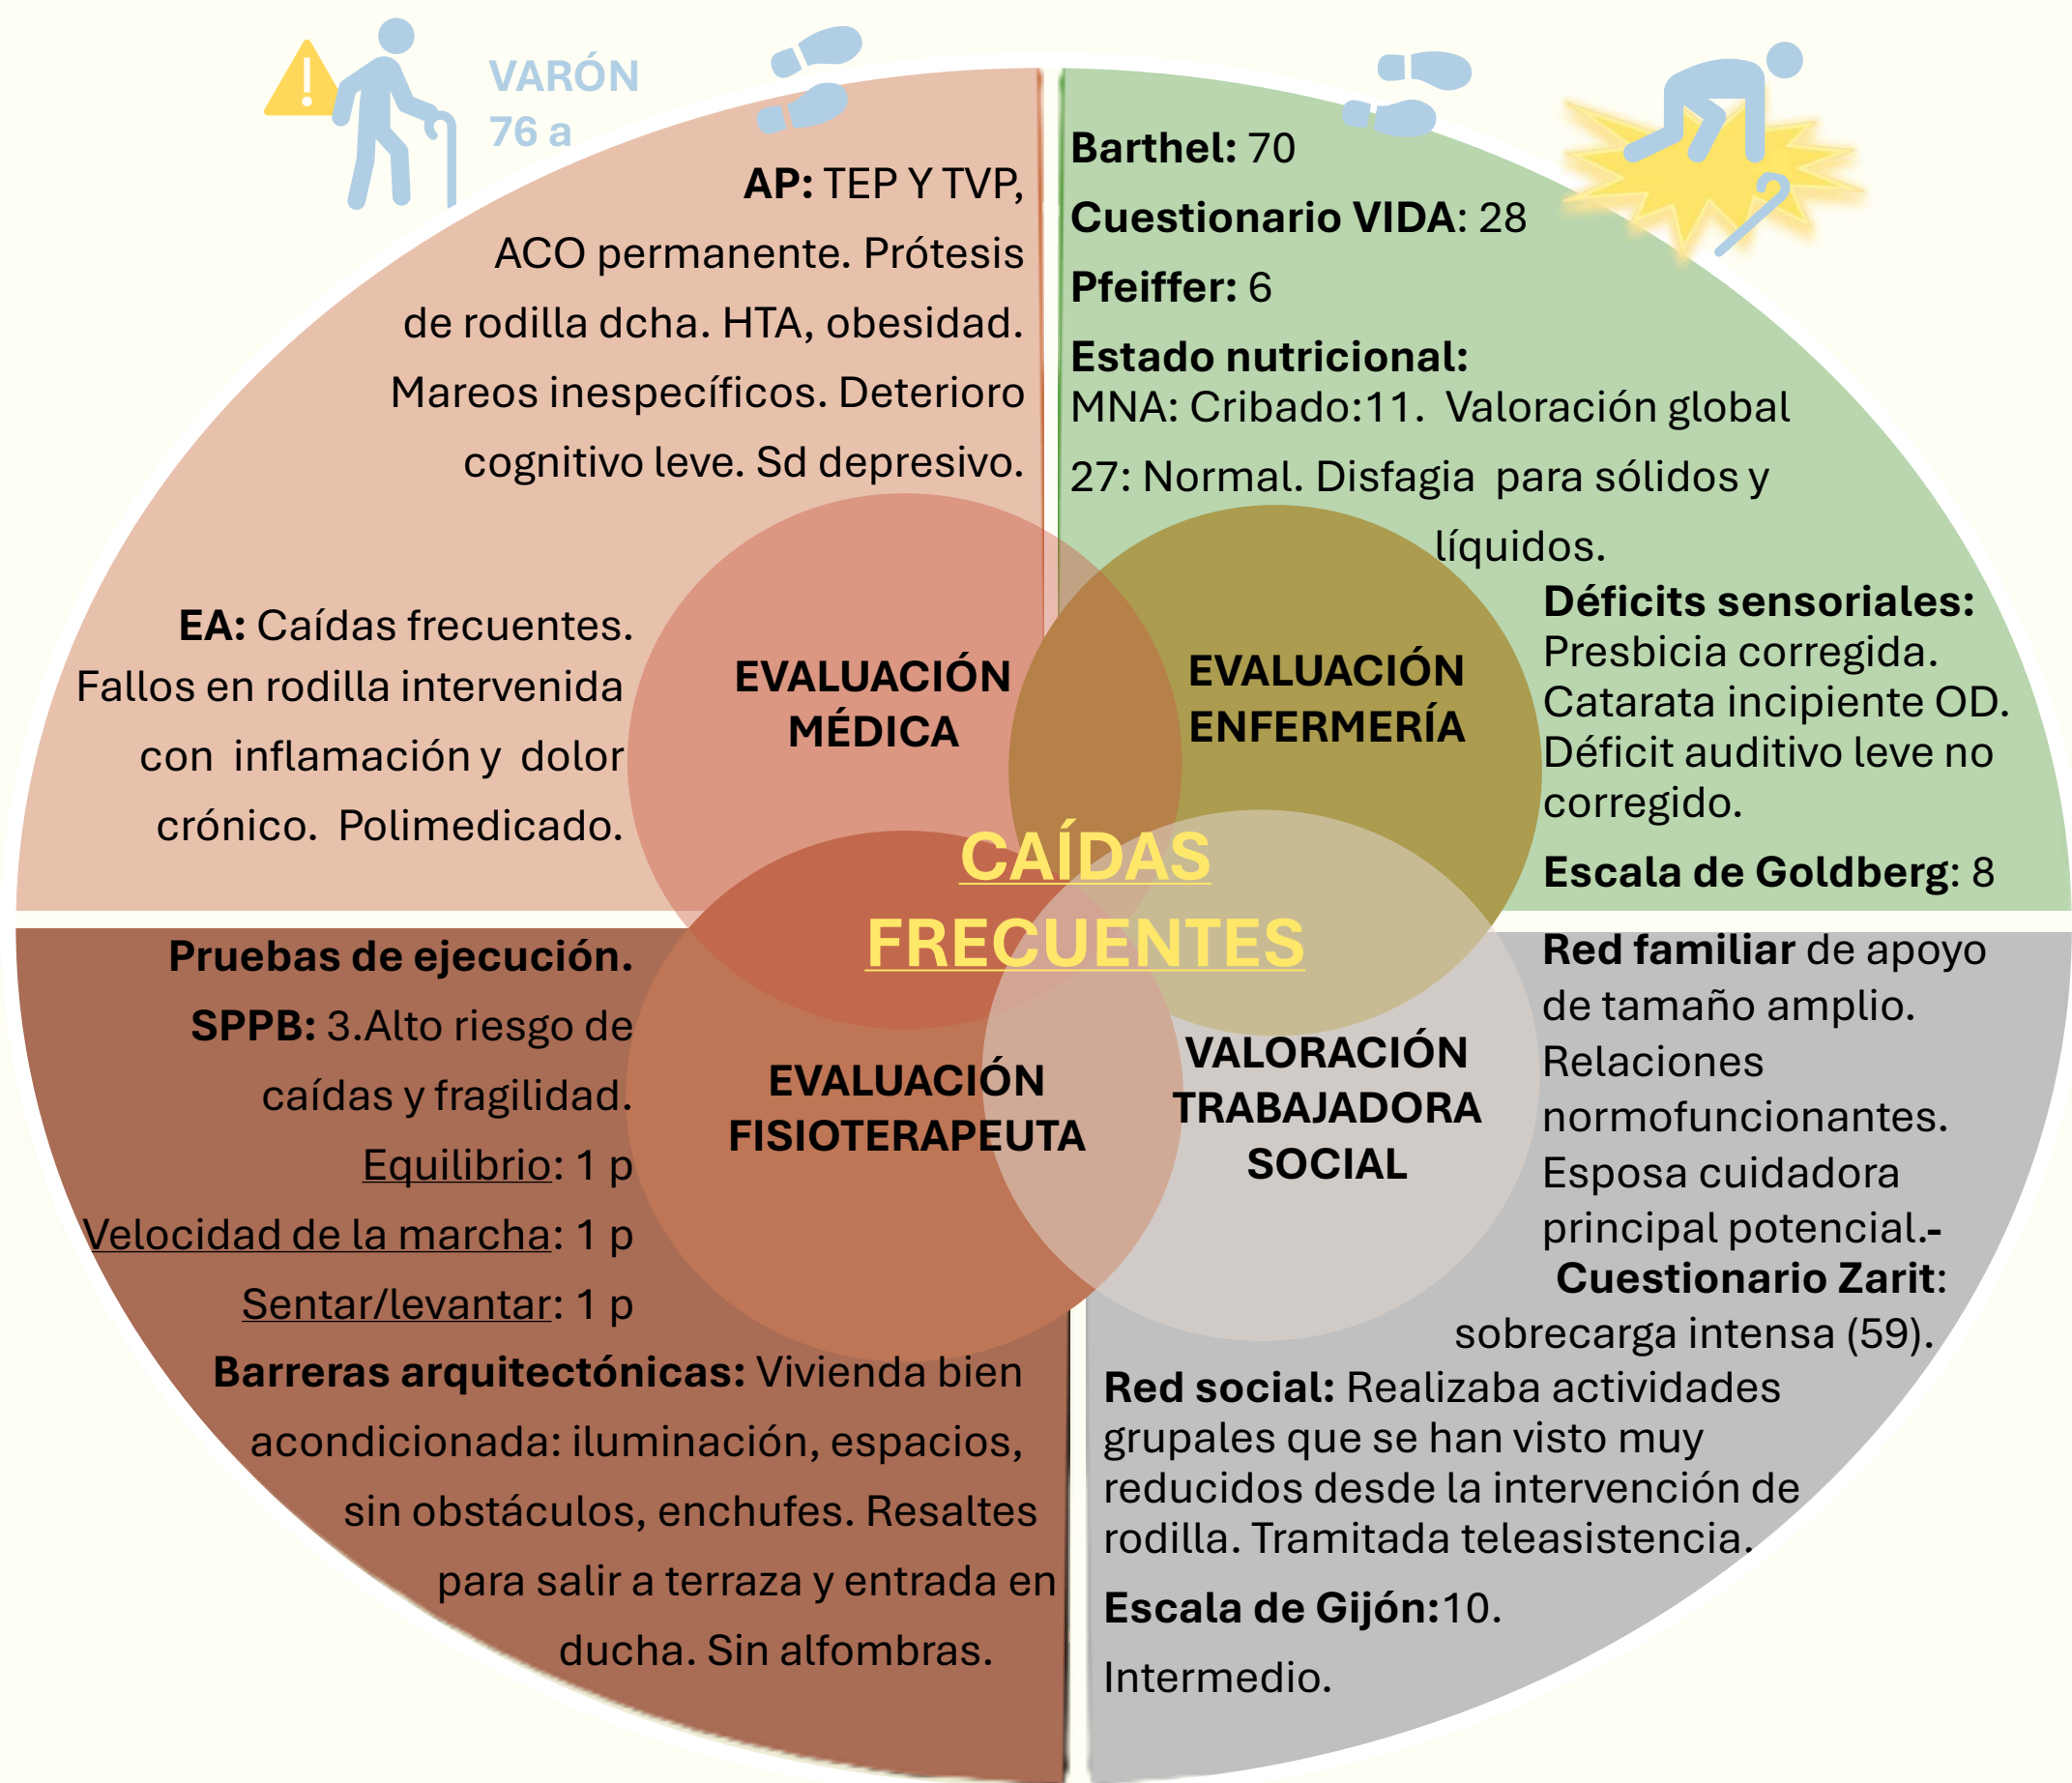 VARÓN
76 a
AP: TEP Y TVP,
ACO permanente. Prótesis
de rodilla dcha. HTA, obesidad.
Mareos inespecíficos. Deterioro
cognitivo leve. Sd depresivo.
EA: Caídas frecuentes.
Fallos en rodilla intervenida
con inflamación y dolor
crónico. Polimedicado.
EVALUACIÓN
MÉDICA
Barthel: 70
Cuestionario VIDA: 28
Pfeiffer: 6
Estado nutricional:
MNA: Cribado:11. Valoración global
27: Normal. Disfagia para sólidos y
líquidos.
Déficits sensoriales:
Presbicia corregida.
Catarata incipiente OD.
Déficit auditivo leve no
corregido.
Escala de Goldberg: 8
EVALUACIÓN
ENFERMERÍA
CAÍDAS
FRECUENTES
Pruebas de ejecución.
SPPB: 3.Alto riesgo de
caídas y fragilidad.
Equilibrio: 1 p
Velocidad de la marcha: 1 p
Sentar/levantar: 1 p
Barreras arquitectónicas: Vivienda bien
acondicionada: iluminación, espacios,
sin obstáculos, enchufes. Resaltes
para salir a terraza y entrada en
ducha. Sin alfombras.
EVALUACIÓN
FISIOTERAPEUTA
VALORACIÓN
TRABAJADORA
SOCIAL
Red familiar de apoyo
de tamaño amplio.
Relaciones
normofuncionantes.
Esposa cuidadora
principal potencial.-
Cuestionario Zarit:
sobrecarga intensa (59).
Red social: Realizaba actividades
grupales que se han visto muy
reducidos desde la intervención de
rodilla. Tramitada teleasistencia.
Escala de Gijón:10.
Intermedio.